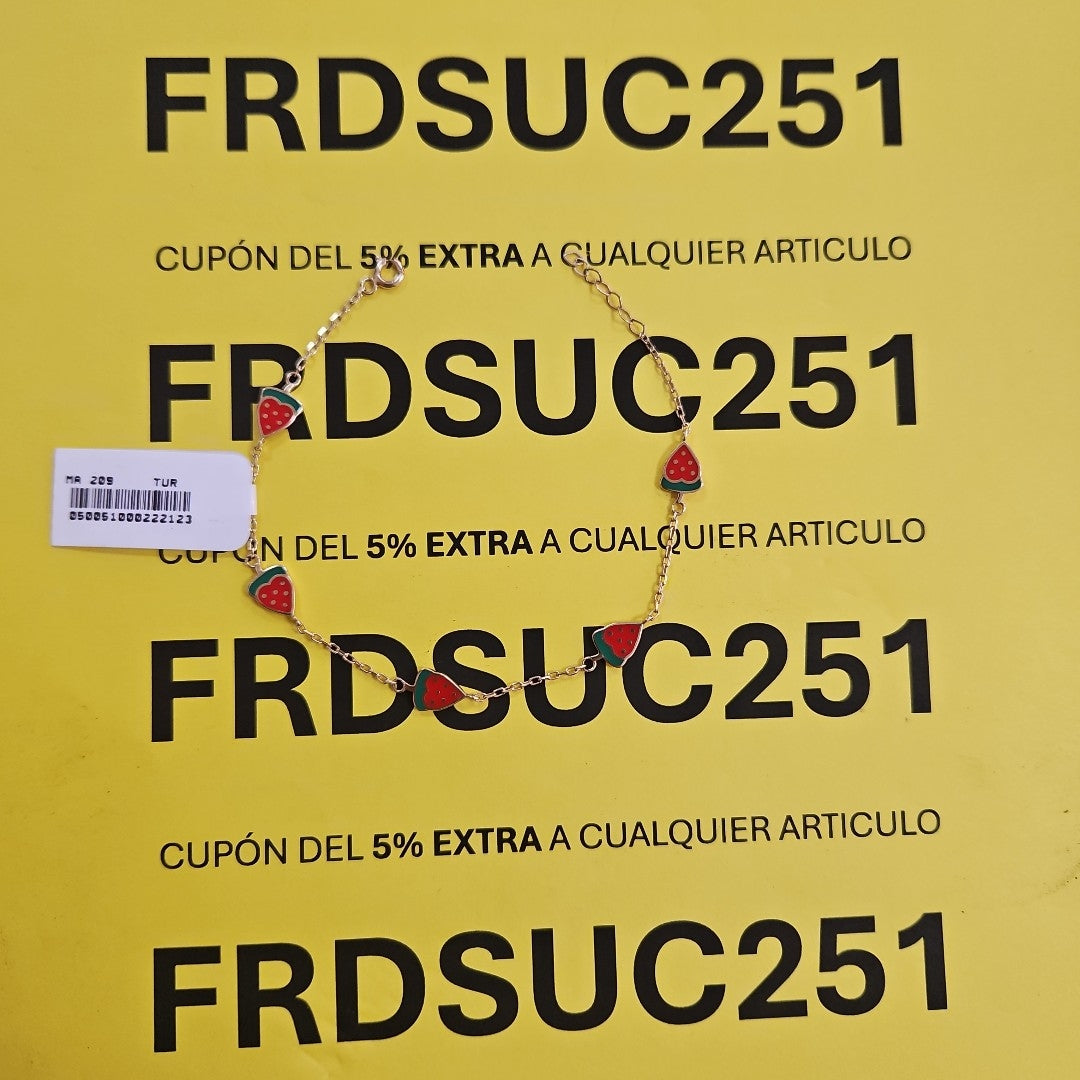 FRDSUC251
CUPÓN DEL 5% EXTRA A CUALQUIER ARTICULO
FRDSUC251
MA 209 TUR
050051000222123
CUPÓN DEL 5% EXTRA A CUALQUIER ARTICULO
FRDSUC251
CUPÓN DEL 5% EXTRA A CUALQUIER ARTICULO
FRDSUC251